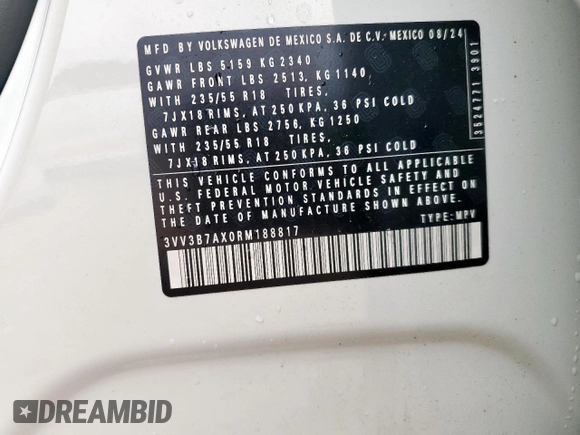 MFD BY VOLKSWAGEN DE MEXICO S.A. DE C.V. MEXICO 08/24
GVWR LBS 5159 KG 2340
GAWR FRONT LBS 2513, KG 1140
WITH 235/55 R18 TIRES,
7JX18 RIMS, AT 250 KPA, 36 PSI COLD
GAWR REAR LBS 2756, KG 1250
WITH 235/55 R18 TIRES,
7JX18 RIMS, AT 250 KPA, 36 PSI COLD
THIS VEHICLE CONFORMS TO ALL APPLICABLE
U.S. FEDERAL MOTOR VEHICLE SAFETY AND
THEFT PREVENTION STANDARDS IN EFFECT ON
THE DATE OF MANUFACTURE SHOWN ABOVE.
3VV3B7AX0RM188817 TYPE: MPV
3524771 3901
DREAMBID